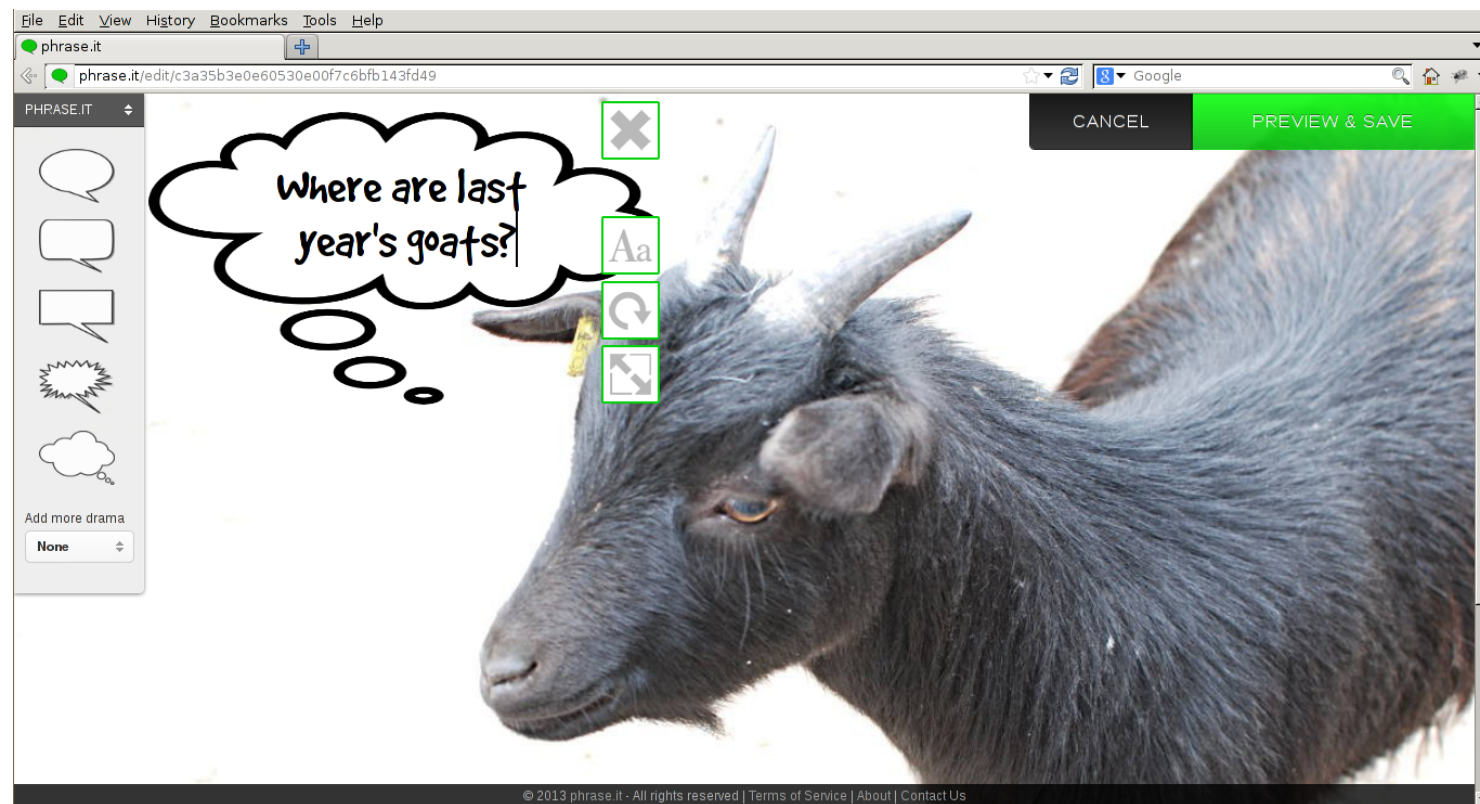 File Edit View History Bookmarks Tools Help
phrase.it
phrase.it/edit/c3a35b3e0e60530e00f7c6bfb143fd49
8 Google
PHRASE.IT
CANCEL
PREVIEW & SAVE
Where are last
year's goats?
Aa
Add more drama
None
© 2013 phrase.it - All rights reserved | Terms of Service | About | Contact Us